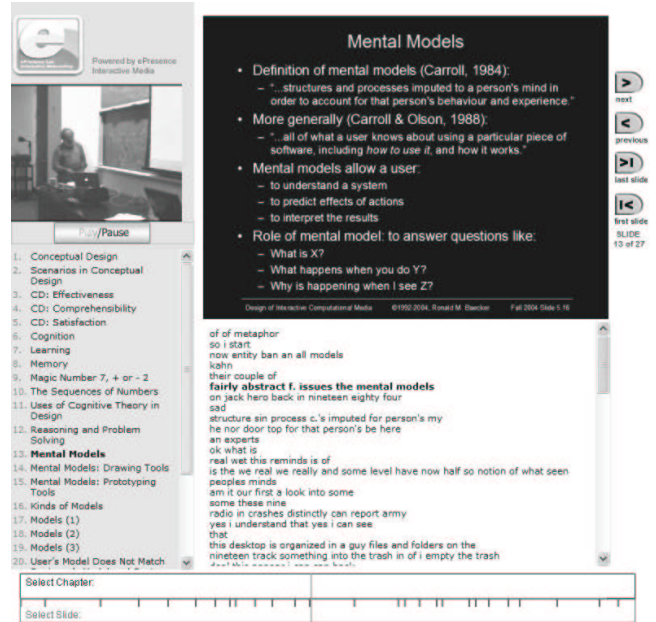 Powered by ePresence
Interactive Media
Play/Pause
1. Conceptual Design
2. Scenarios in Conceptual
Design
3. CD: Effectiveness
4. CD: Comprehensibility
5. CD: Satisfaction
6. Cognition
7. Learning
8. Memory
9. Magic Number 7, + or - 2
10. The Sequences of Numbers
11. Uses of Cognitive Theory in
Design
12. Reasoning and Problem
Solving
13. Mental Models
14. Mental Models: Drawing Tools
15. Mental Models: Prototyping
Tools
16. Kinds of Models
17. Models (1)
18. Models (2)
19. Models (3)
20. User's Model Does Not Match
Mental Models
• Definition of mental models (Carroll, 1984):
– "...structures and processes imputed to a person's mind in
order to account for that person's behaviour and experience."
• More generally (Carroll & Olson, 1988):
– "...all of what a user knows about using a particular piece of
software, including how to use it, and how it works."
• Mental models allow a user:
– to understand a system
– to predict effects of actions
– to interpret the results
• Role of mental model: to answer questions like:
– What is X?
– What happens when you do Y?
– Why is happening when I see Z?
Design of Interactive Computational Media ©1992-2004, Ronald M. Baecker Fall 2004 Slide 5.16
of of metaphor
so i start
now entity ban an all models
kahn
their couple of
fairly abstract f. issues the mental models
on jack hero back in nineteen eighty four
sad
structure sin process c.'s imputed for person's my
he nor door top for that person's be here
an experts
ok what is
real wet this reminds is of
is the we real we really and some level have now half so notion of what seen
peoples minds
am it our first a look into some
some these nine
radio in crashes distinctly can report army
yes i understand that yes i can see
that
this desktop is organized in a guy files and folders on the
nineteen track something into the trash in of i empty the trash
next
previous
last slide
first slide
SLIDE
13 of 27
Select Chapter:
Select Slide: